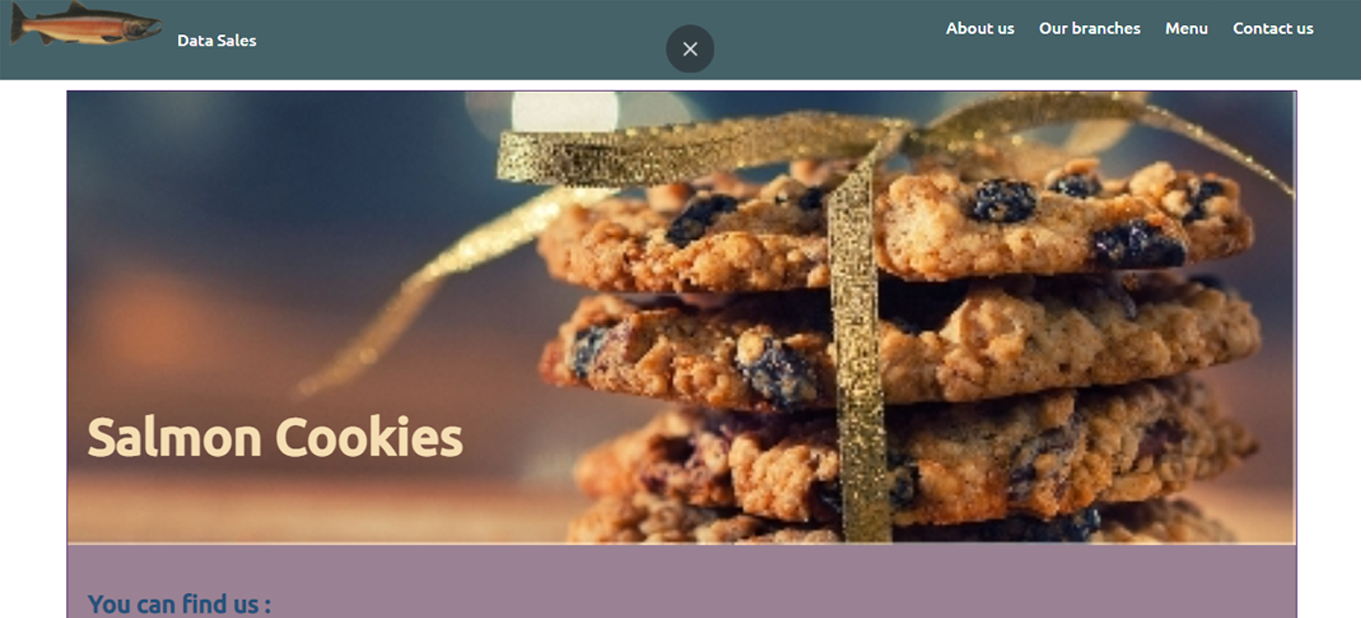 Data Sales
About us
Our branches
Menu
Contact us
Salmon Cookies
You can find us :